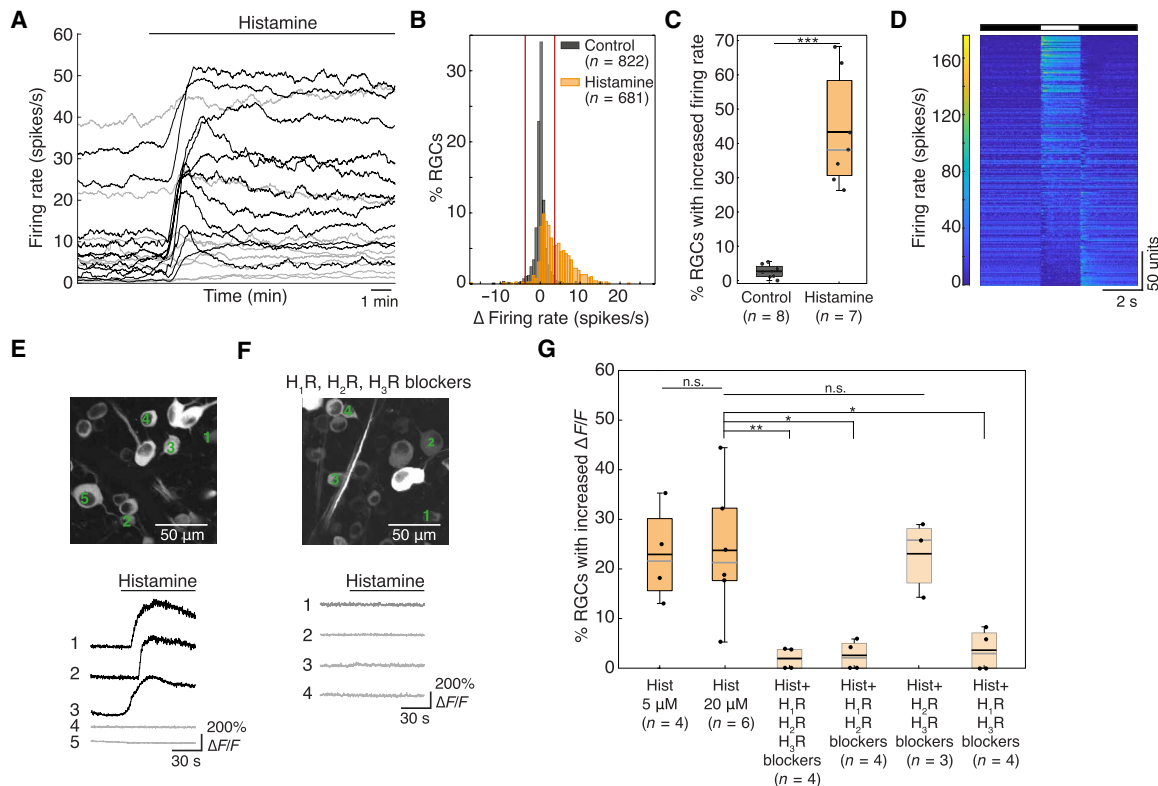 A
Histamine
Firing rate (spikes/s)
60
50
40
30
20
10
0
Time (min)
1 min
B
Control
(n = 822)
Histamine
(n = 681)
% RGCs
30
20
10
0
−10
0
10
20
Δ Firing rate (spikes/s)
C
***
% RGCs with increased firing rate
70
60
50
40
30
20
10
0
Control
(n = 8)
Histamine
(n = 7)
D
Firing rate (spikes/s)
160
120
80
40
0
50 units
2 s
E
4
1
3
5
2
50 µm
Histamine
1
2
3
4
5
200%
ΔF/F
30 s
F
H1R, H2R, H3R blockers
4
2
3
1
50 µm
Histamine
1
2
3
4
200%
ΔF/F
30 s
G
% RGCs with increased ΔF/F
60
50
40
30
20
10
0
n.s.
n.s.
*
*
**
Hist
5 µM
(n = 4)
Hist
20 µM
(n = 6)
Hist+
H1R
H2R
H3R
blockers
(n = 4)
Hist+
H1R
H2R
blockers
(n = 4)
Hist+
H2R
H3R
blockers
(n = 3)
Hist+
H1R
H3R
blockers
(n = 4)